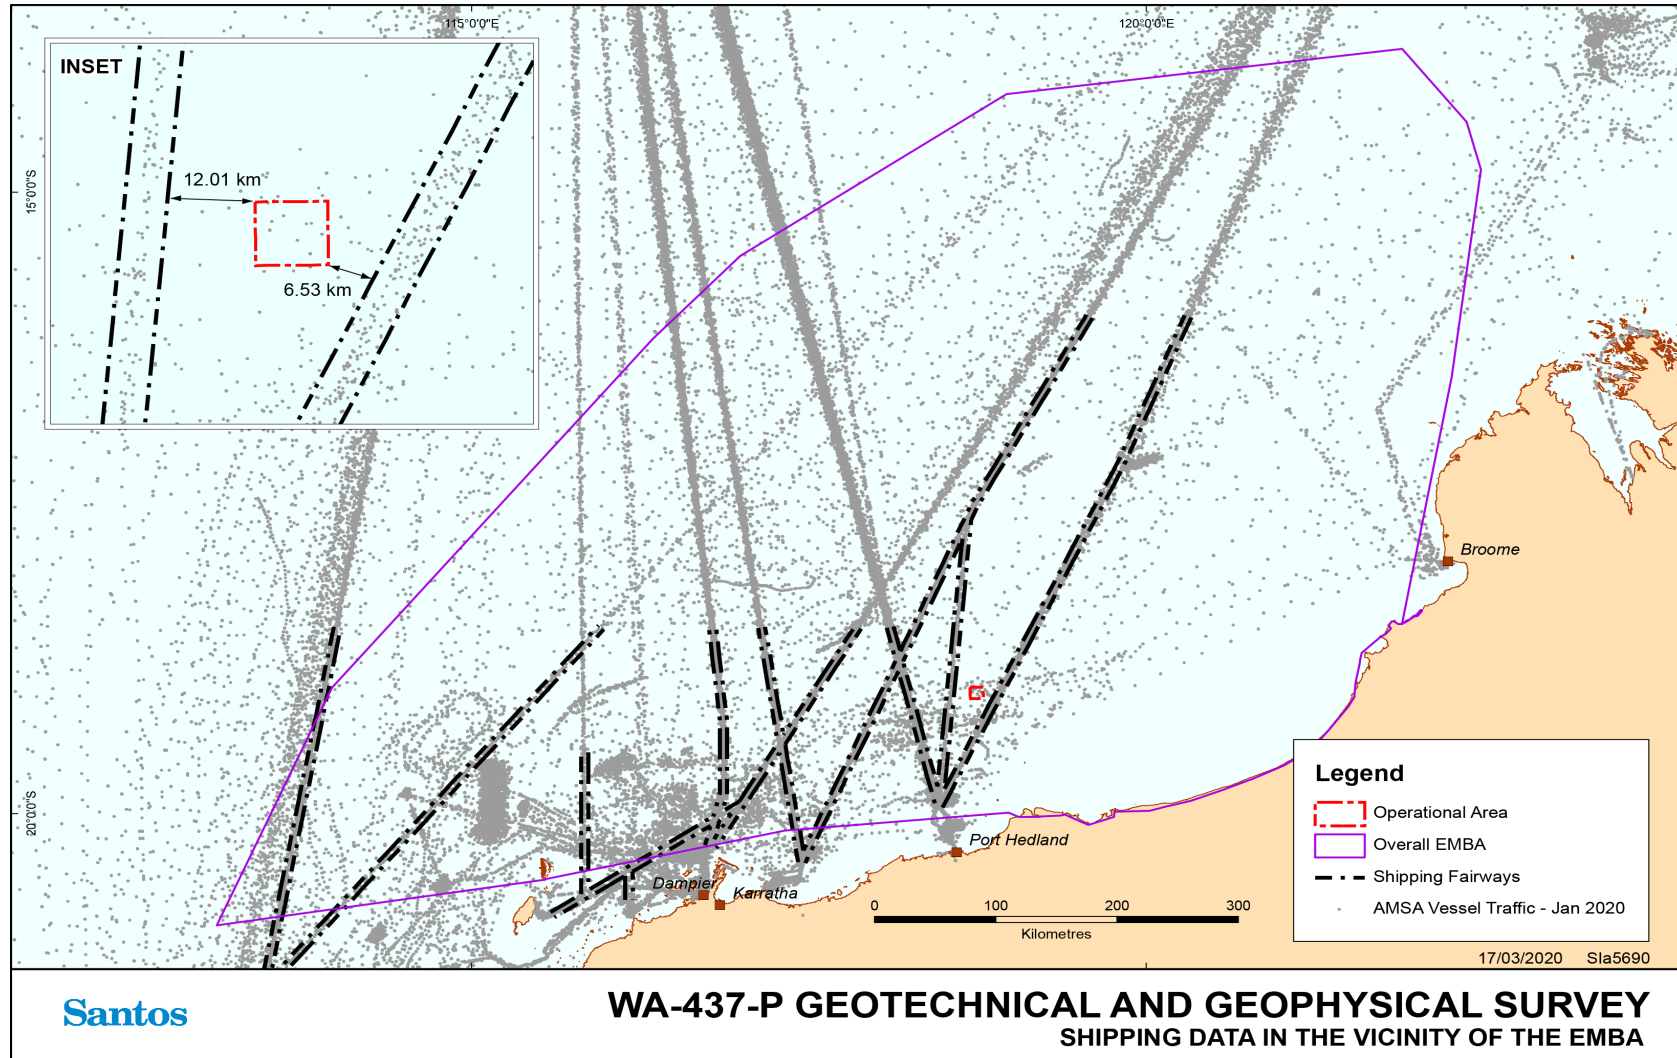 115°0'0"E
120°0'0"E
INSET
12.01 km
15°0'0"S
6.53 km
Broome
Legend
Operational Area
20°0'0"S
Port Hedland
Overall EMBA
Shipping Fairways
Dampier
Karratha
0 100 200 300
AMSA Vessel Traffic - Jan 2020
Kilometres
17/03/2020 Sla5690
Santos
WA-437-P GEOTECHNICAL AND GEOPHYSICAL SURVEY
SHIPPING DATA IN THE VICINITY OF THE EMBA